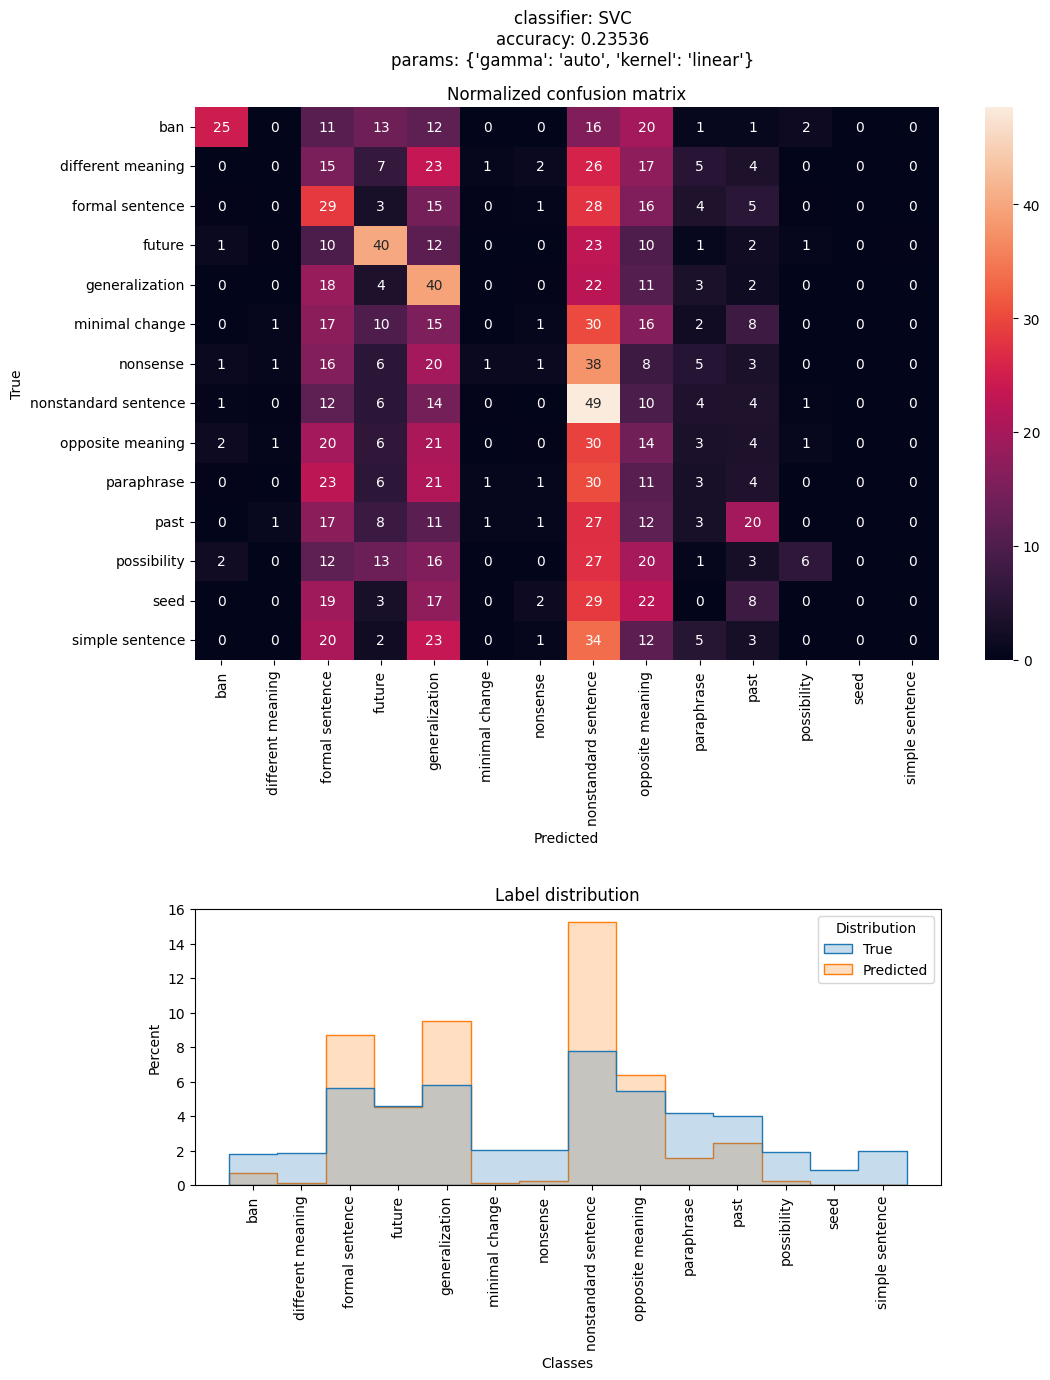 classifier: SVC
accuracy: 0.23536
params: {'gamma': 'auto', 'kernel': 'linear'}
Normalized confusion matrix
True
ban 25 0 11 13 12 0 0 16 20 1 1 2 0 0
different meaning 0 0 15 7 23 1 2 26 17 5 4 0 0 0
formal sentence 0 0 29 3 15 0 1 28 16 4 5 0 0 0
future 1 0 10 40 12 0 0 23 10 1 2 1 0 0
generalization 0 0 18 4 40 0 0 22 11 3 2 0 0 0
minimal change 0 1 17 10 15 0 1 30 16 2 8 0 0 0
nonsense 1 1 16 6 20 1 1 38 8 5 3 0 0 0
nonstandard sentence 1 0 12 6 14 0 0 49 10 4 4 1 0 0
opposite meaning 2 1 20 6 21 0 0 30 14 3 4 1 0 0
paraphrase 0 0 23 6 21 1 1 30 11 3 4 0 0 0
past 0 1 17 8 11 1 1 27 12 3 20 0 0 0
possibility 2 0 12 13 16 0 0 27 20 1 3 6 0 0
seed 0 0 19 3 17 0 2 29 22 0 8 0 0 0
simple sentence 0 0 20 2 23 0 1 34 12 5 3 0 0 0
ban
different meaning
formal sentence
future
generalization
minimal change
nonsense
nonstandard sentence
opposite meaning
paraphrase
past
possibility
seed
simple sentence
Predicted
40
30
20
10
0
Label distribution
Percent
16
14
12
10
8
6
4
2
0
Distribution
True
Predicted
ban
different meaning
formal sentence
future
generalization
minimal change
nonsense
nonstandard sentence
opposite meaning
paraphrase
past
possibility
seed
simple sentence
Classes